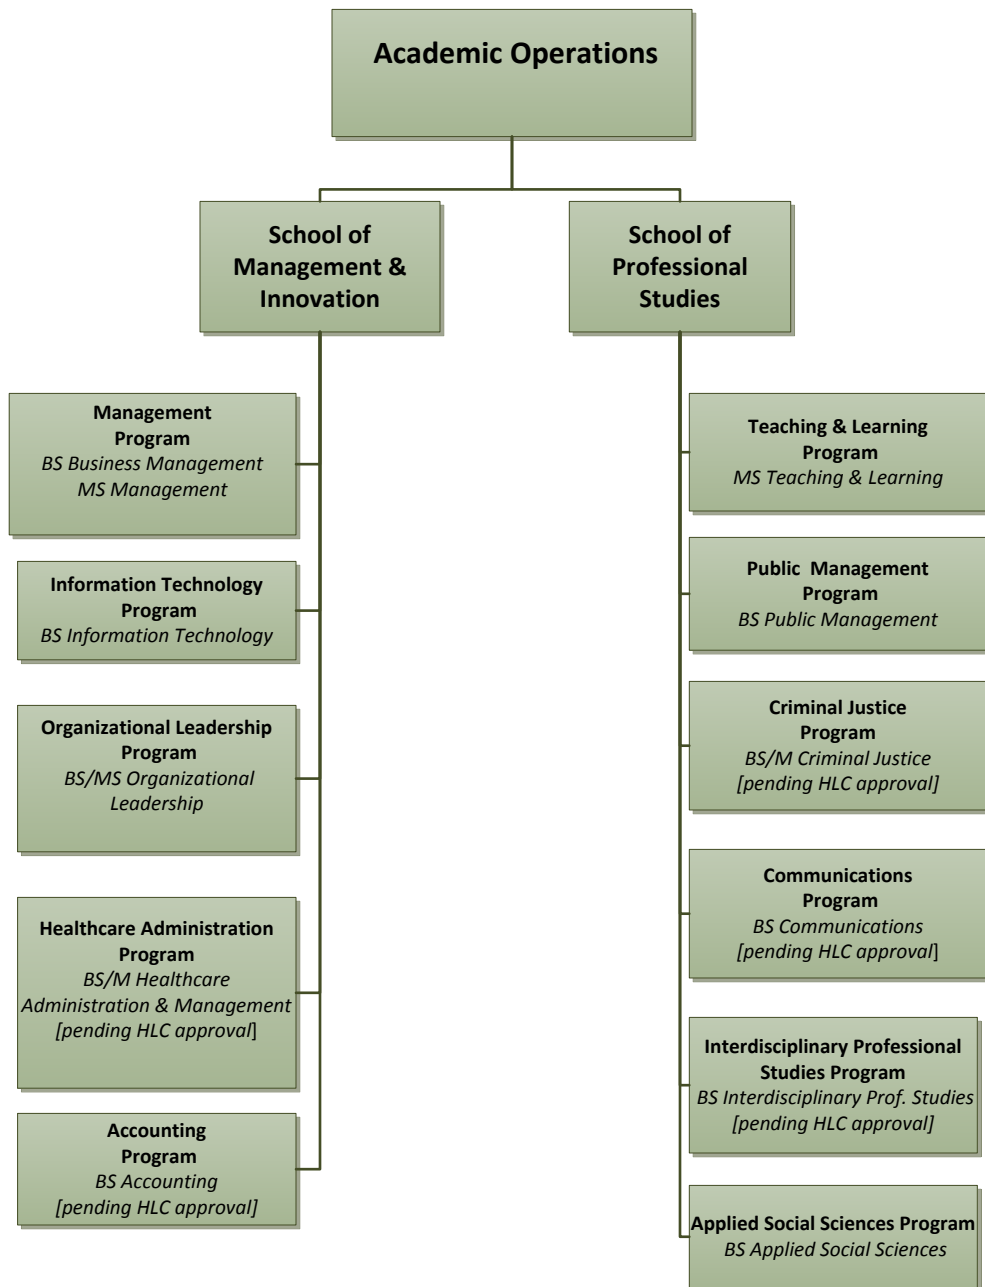 Academic Operations
School of
Management &
Innovation
School of
Professional
Studies
Management
Program
BS Business Management
MS Management
Information Technology
Program
BS Information Technology
Organizational Leadership
Program
BS/MS Organizational
Leadership
Healthcare Administration
Program
BS/M Healthcare
Administration & Management
[pending HLC approval]
Accounting
Program
BS Accounting
[pending HLC approval]
Teaching & Learning
Program
MS Teaching & Learning
Public Management
Program
BS Public Management
Criminal Justice
Program
BS/M Criminal Justice
[pending HLC approval]
Communications
Program
BS Communications
[pending HLC approval]
Interdisciplinary Professional
Studies Program
BS Interdisciplinary Prof. Studies
[pending HLC approval]
Applied Social Sciences Program
BS Applied Social Sciences